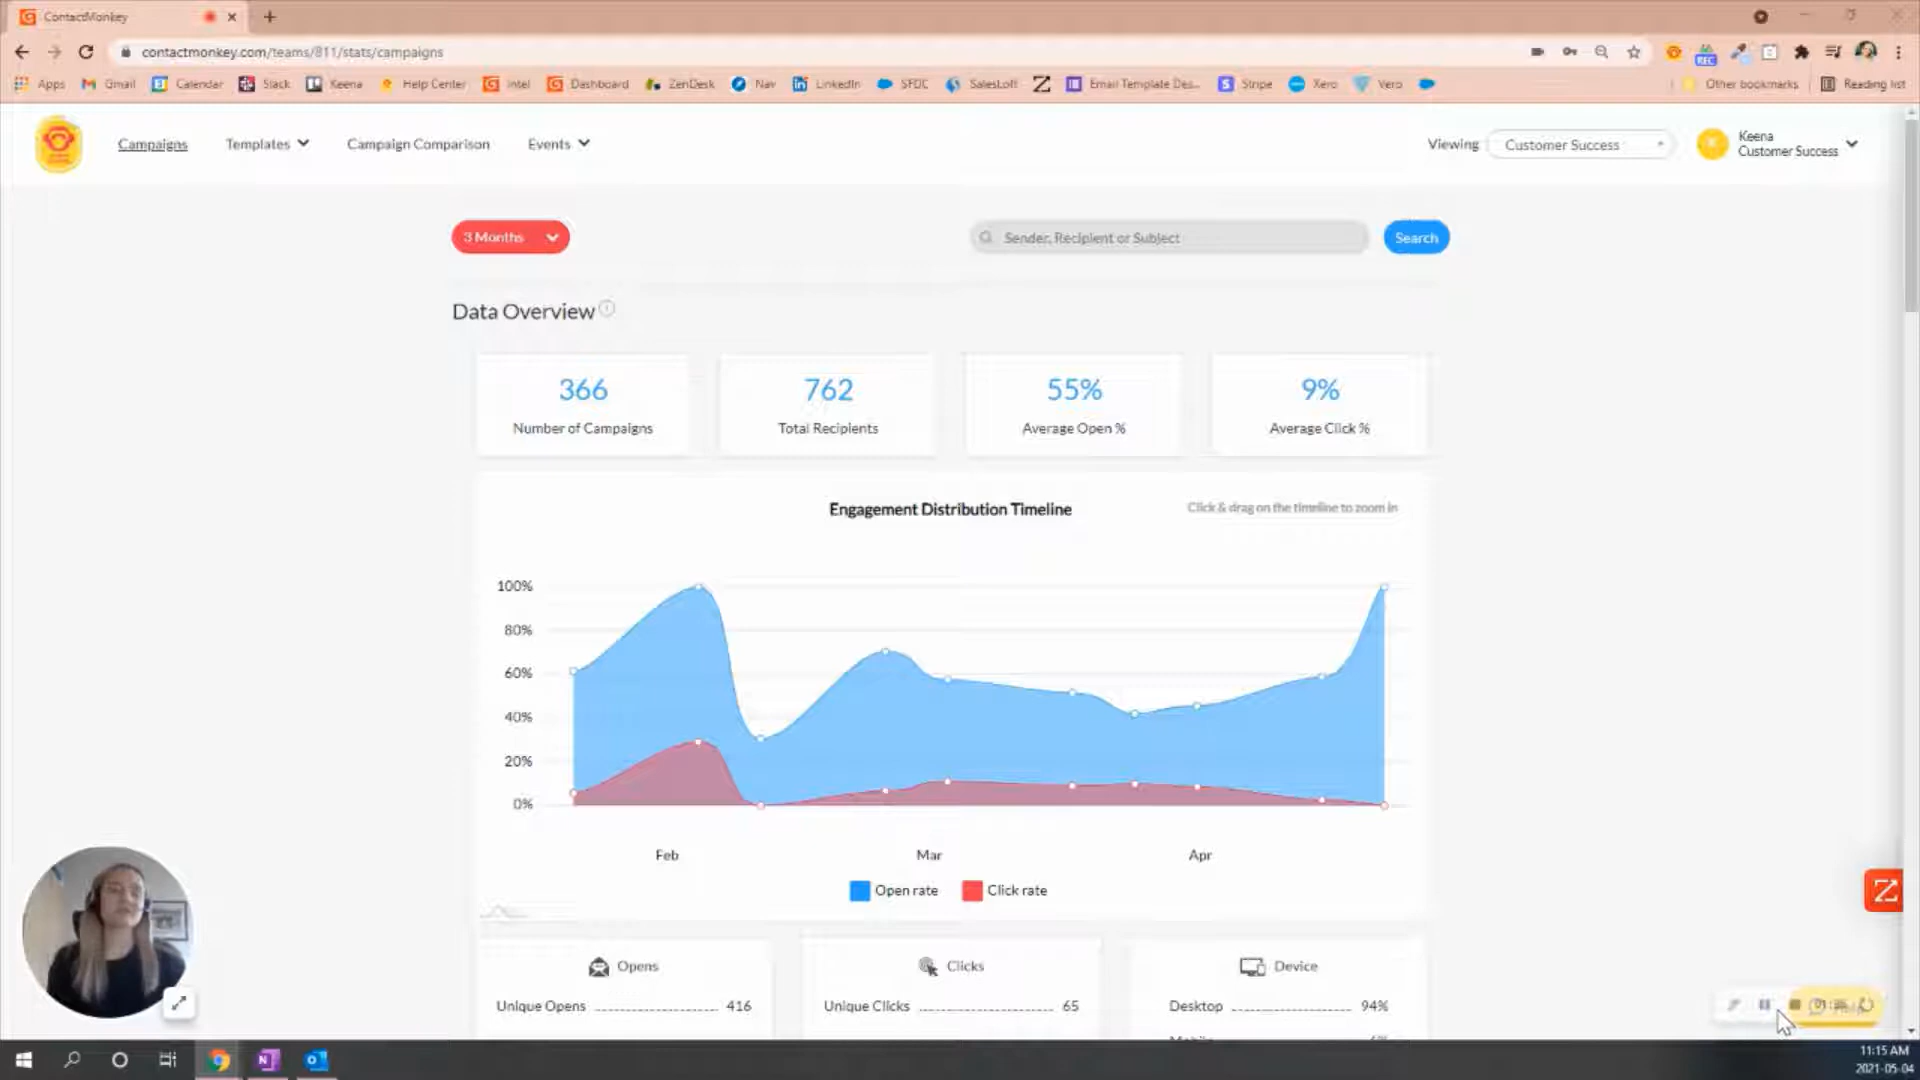 ContactMonkey
contactmonkey.com/teams/811/stats/campaigns
REC
Apps Gmail Calendar Slack Keena Help Center Intel Dashboard ZenDesk Nav LinkedIn SFDC SalesLoft Email Template Des... Stripe Xero Vero Other bookmarks Reading list
Campaigns Templates Campaign Comparison Events Viewing Customer Success Keena
Customer Success
3 Months Sender, Recipient or Subject Search
Data Overview
366 762 55% 9%
Number of Campaigns Total Recipients Average Open % Average Click %
Engagement Distribution Timeline Click & drag on the timeline to zoom in
100%
80%
60%
40%
20%
0%
Feb Mar Apr
Open rate Click rate
Opens Clicks Device
Unique Opens 416 Unique Clicks 65 Desktop 94%
11:15 AM
2021-05-04